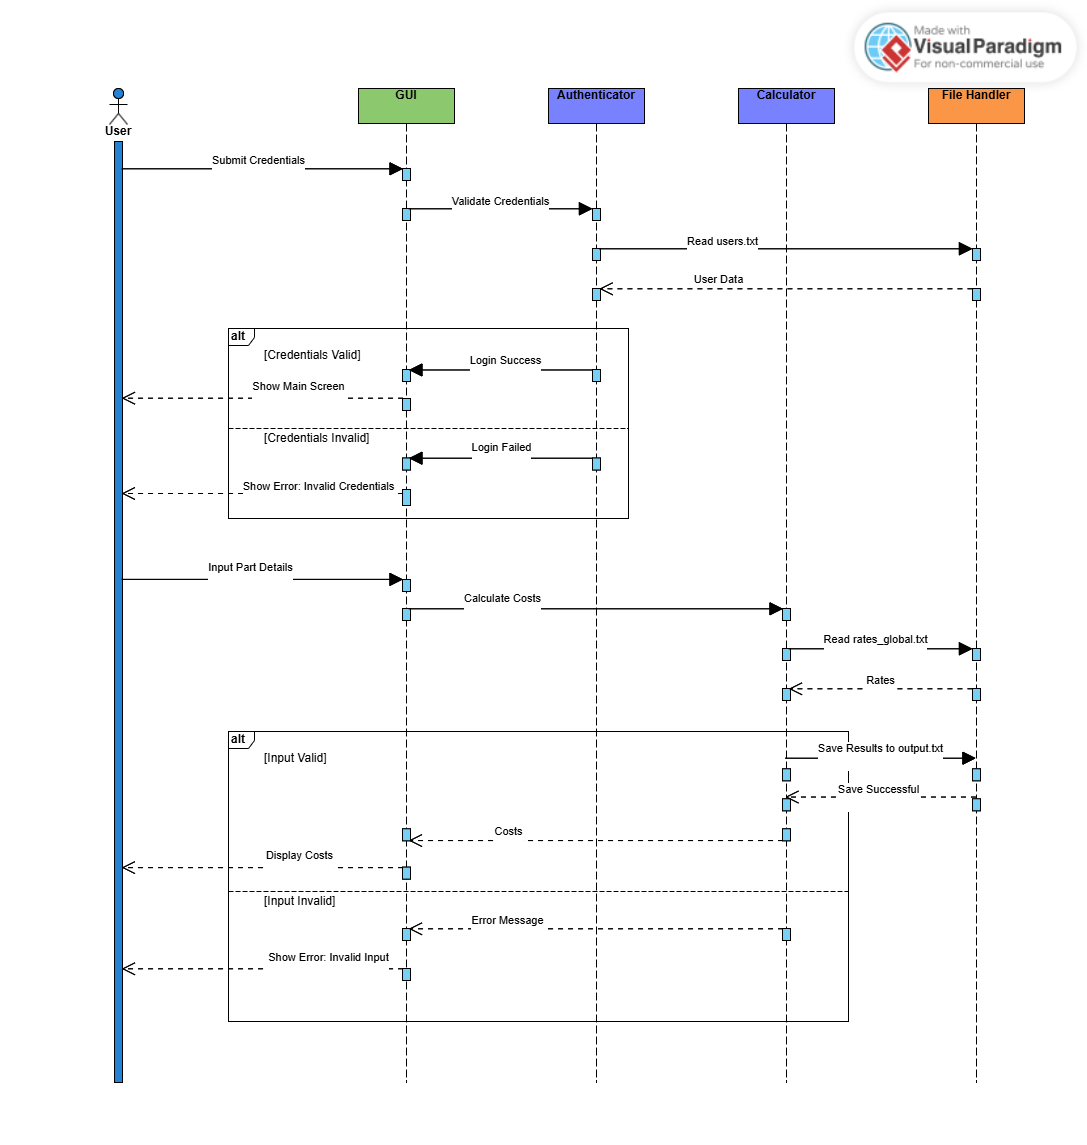 Made with
Visual Paradigm
For non-commercial use
User
GUI
Authenticator
Calculator
File Handler
Submit Credentials
Validate Credentials
Read users.txt
User Data
alt
[Credentials Valid]
Login Success
Show Main Screen
[Credentials Invalid]
Login Failed
Show Error: Invalid Credentials
Input Part Details
Calculate Costs
Read rates_global.txt
Rates
alt
[Input Valid]
Save Results to output.txt
Save Successful
Costs
Display Costs
[Input Invalid]
Error Message
Show Error: Invalid Input